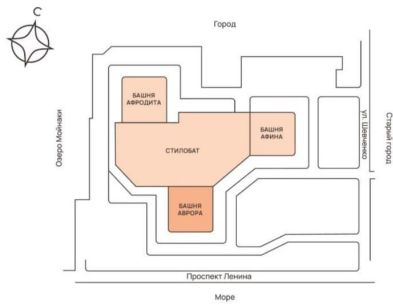 С
Город
БАШНЯ
АФРОДИТА
Озеро Мойнаки
СТИЛОБАТ
БАШНЯ
АФИНА
ул. Шевченко
Старый город
БАШНЯ
АВРОРА
Проспект Ленина
Море